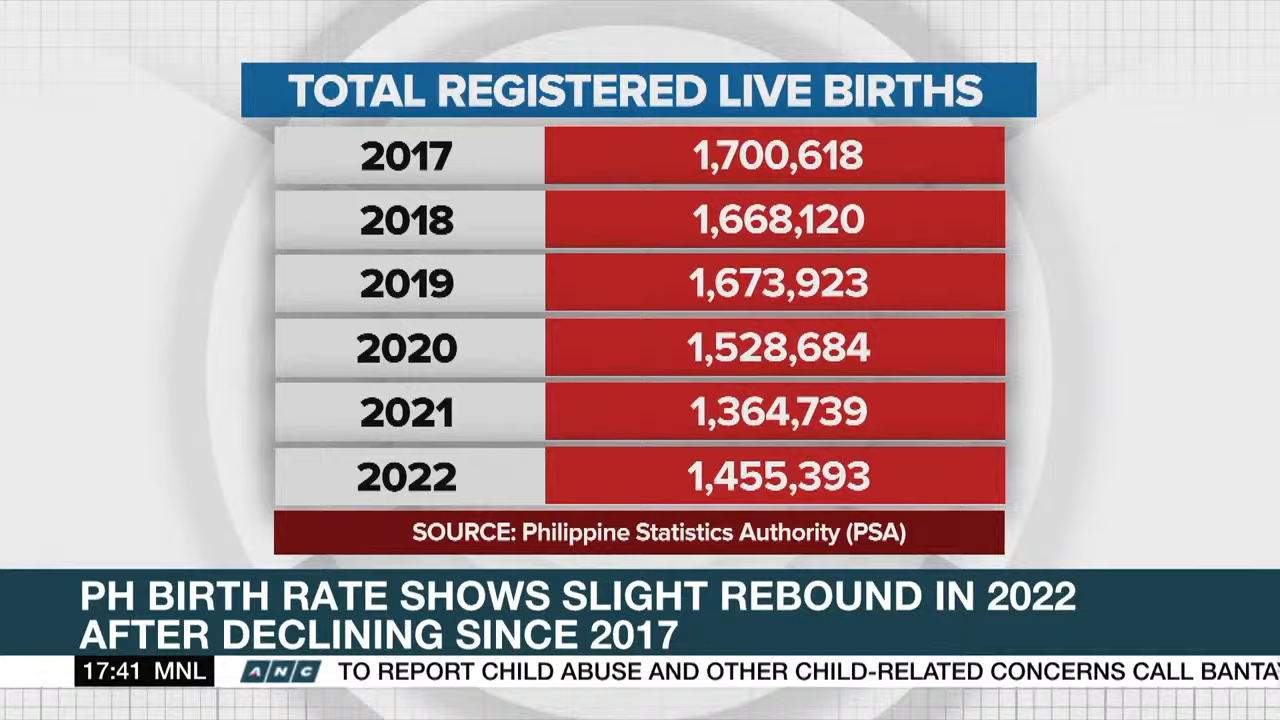 TOTAL REGISTERED LIVE BIRTHS
2017 1,700,618
2018 1,668,120
2019 1,673,923
2020 1,528,684
2021 1,364,739
2022 1,455,393
SOURCE: Philippine Statistics Authority (PSA)
PH BIRTH RATE SHOWS SLIGHT REBOUND IN 2022
AFTER DECLINING SINCE 2017
17:41 MNL ANC TO REPORT CHILD ABUSE AND OTHER CHILD-RELATED CONCERNS CALL BANTA